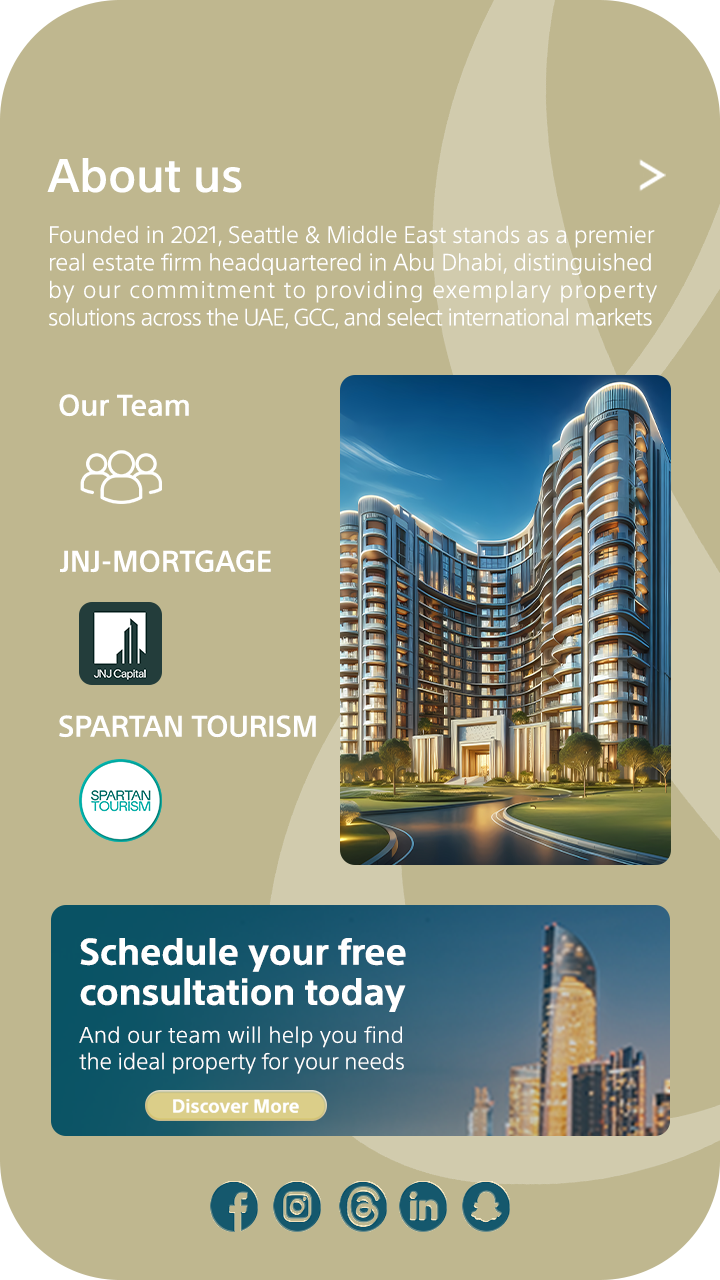 About us
>
Founded in 2021, Seattle & Middle East stands as a premier
real estate firm headquartered in Abu Dhabi, distinguished
by our commitment to providing exemplary property
solutions across the UAE, GCC, and select international markets
Our Team
JNJ-MORTGAGE
JNJ Capital
SPARTAN TOURISM
SPARTAN
TOURISM
Schedule your free
consultation today
And our team will help you find
the ideal property for your needs
Discover More